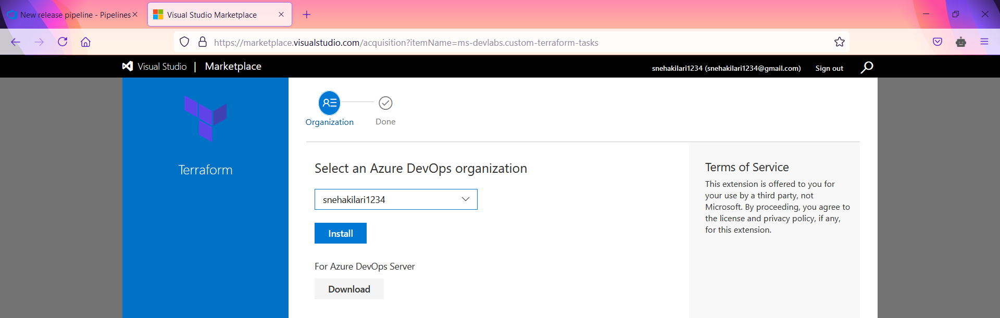 New release pipeline - Pipelines
Visual Studio Marketplace
https://marketplace.visualstudio.com/acquisition?itemName=ms-devlabs.custom-terraform-tasks
Visual Studio | Marketplace
snehakilari1234 (snehakilari1234@gmail.com)
Sign out
Terraform
Organization
Done
Select an Azure DevOps organization
snehakilari1234
Install
For Azure DevOps Server
Download
Terms of Service
This extension is offered to you for
your use by a third party, not
Microsoft. By proceeding, you agree to
the license and privacy policy, if any,
for this extension.